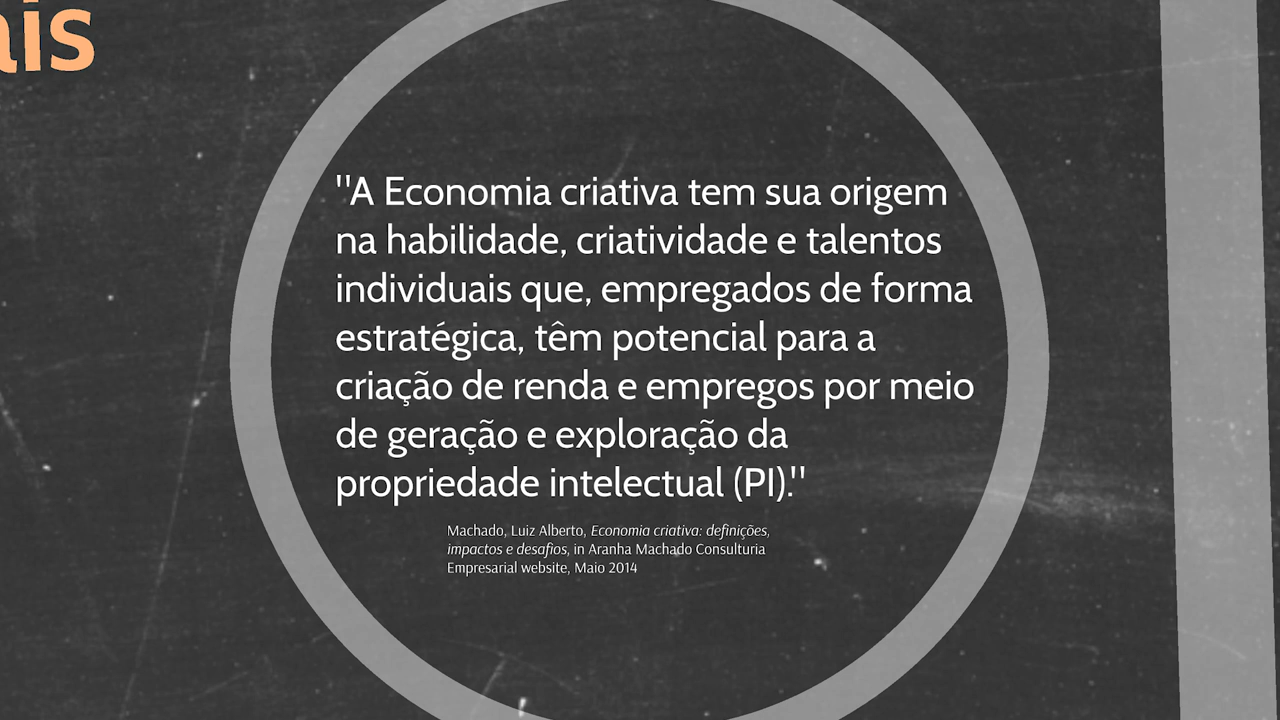 ais
"A Economia criativa tem sua origem
na habilidade, criatividade e talentos
individuais que, empregados de forma
estratégica, têm potencial para a
criação de renda e empregos por meio
de geração e exploração da
propriedade intelectual (PI)."
Machado, Luiz Alberto, Economia criativa: definições,
impactos e desafios, in Aranha Machado Consulturia
Empresarial website, Maio 2014